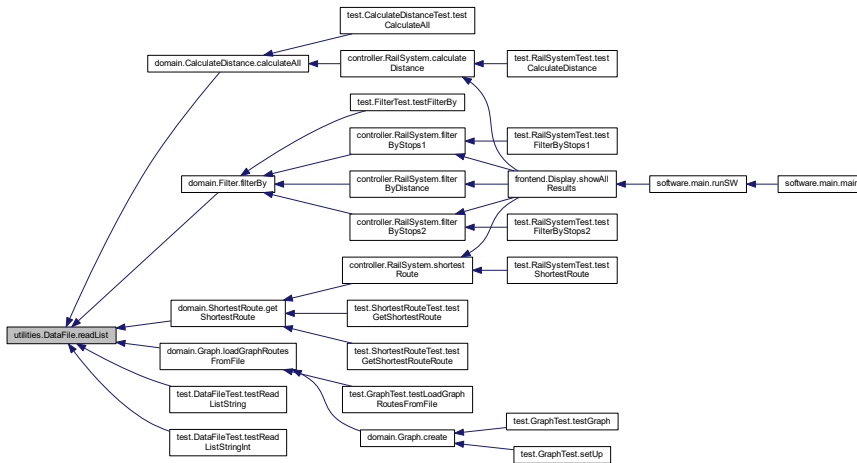 test.CalculateDistanceTest.test
CalculateAll
domain.CalculateDistance.calculateAll
controller.RailSystem.calculate
Distance
test.RailSystemTest.test
CalculateDistance
test.FilterTest.testFilterBy
controller.RailSystem.filter
ByStops1
test.RailSystemTest.test
FilterByStops1
domain.Filter.filterBy
controller.RailSystem.filter
ByDistance
frontend.Display.showAll
Results
software.main.runSW
software.main.main
controller.RailSystem.filter
ByStops2
test.RailSystemTest.test
FilterByStops2
controller.RailSystem.shortest
Route
test.RailSystemTest.test
ShortestRoute
domain.ShortestRoute.get
ShortestRoute
test.ShortestRouteTest.test
GetShortestRoute
utilities.DataFile.readList
domain.Graph.loadGraphRoutes
FromFile
test.ShortestRouteTest.test
GetShortestRouteRoute
test.DataFileTest.testRead
ListString
test.GraphTest.testLoadGraph
RoutesFromFile
test.DataFileTest.testRead
ListStringInt
domain.Graph.create
test.GraphTest.testGraph
test.GraphTest.setUp